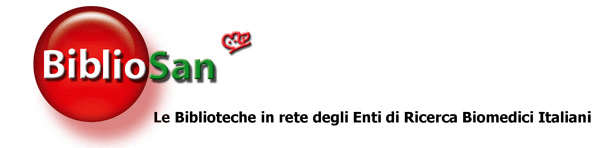 BiblioSan
Le Biblioteche in rete degli Enti di Ricerca Biomedici Italiani